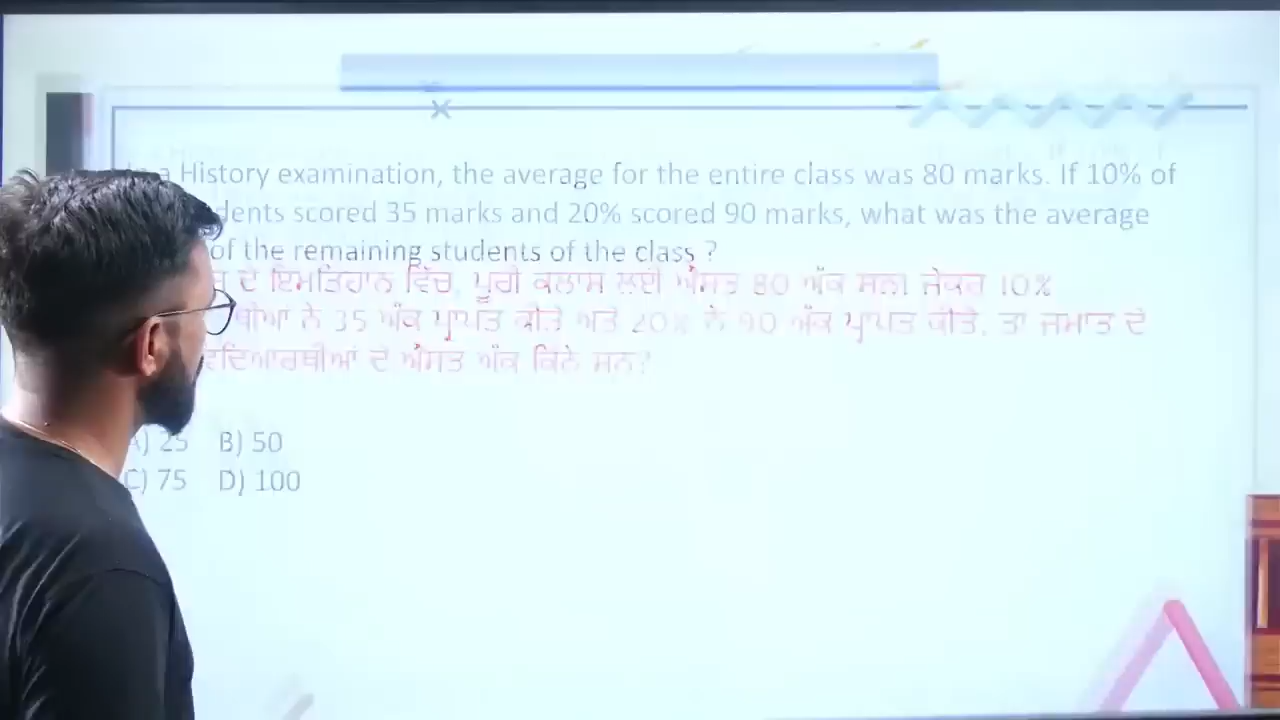 a History examination, the average for the entire class was 80 marks. If 10% of
dents scored 35 marks and 20% scored 90 marks, what was the average
of the remaining students of the class ?
ਦੇ ਇਮਤਿਹਾਨ ਵਿੱਚ, ਪੂਰੀ ਕਲਾਸ ਲਈ ਔਸਤ 80 ਅੰਕ ਸਨ। ਜੇਕਰ 10%
ਨੇ 35 ਅੰਕ ਪ੍ਰਾਪਤ ਕੀਤੇ ਅਤੇ 20% ਨੇ 90 ਅੰਕ ਪ੍ਰਾਪਤ ਕੀਤੇ, ਤਾਂ ਜਮਾਤ ਦੇ
ਵਿਦਿਆਰਥੀਆਂ ਦੇ ਔਸਤ ਅੰਕ ਕਿੰਨੇ ਸਨ?
A) 25 B) 50
C) 75 D) 100